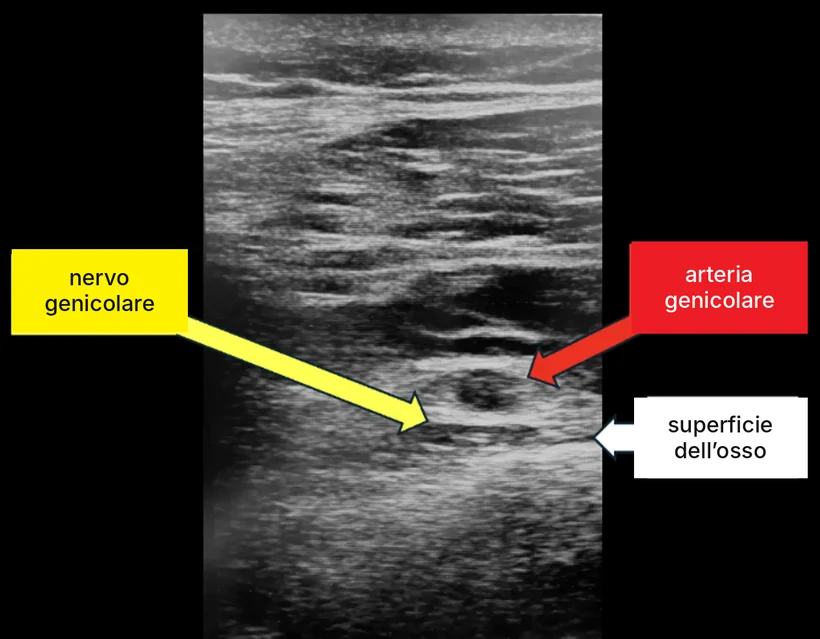 nervo
genicolare
arteria
genicolare
superficie
dell’osso